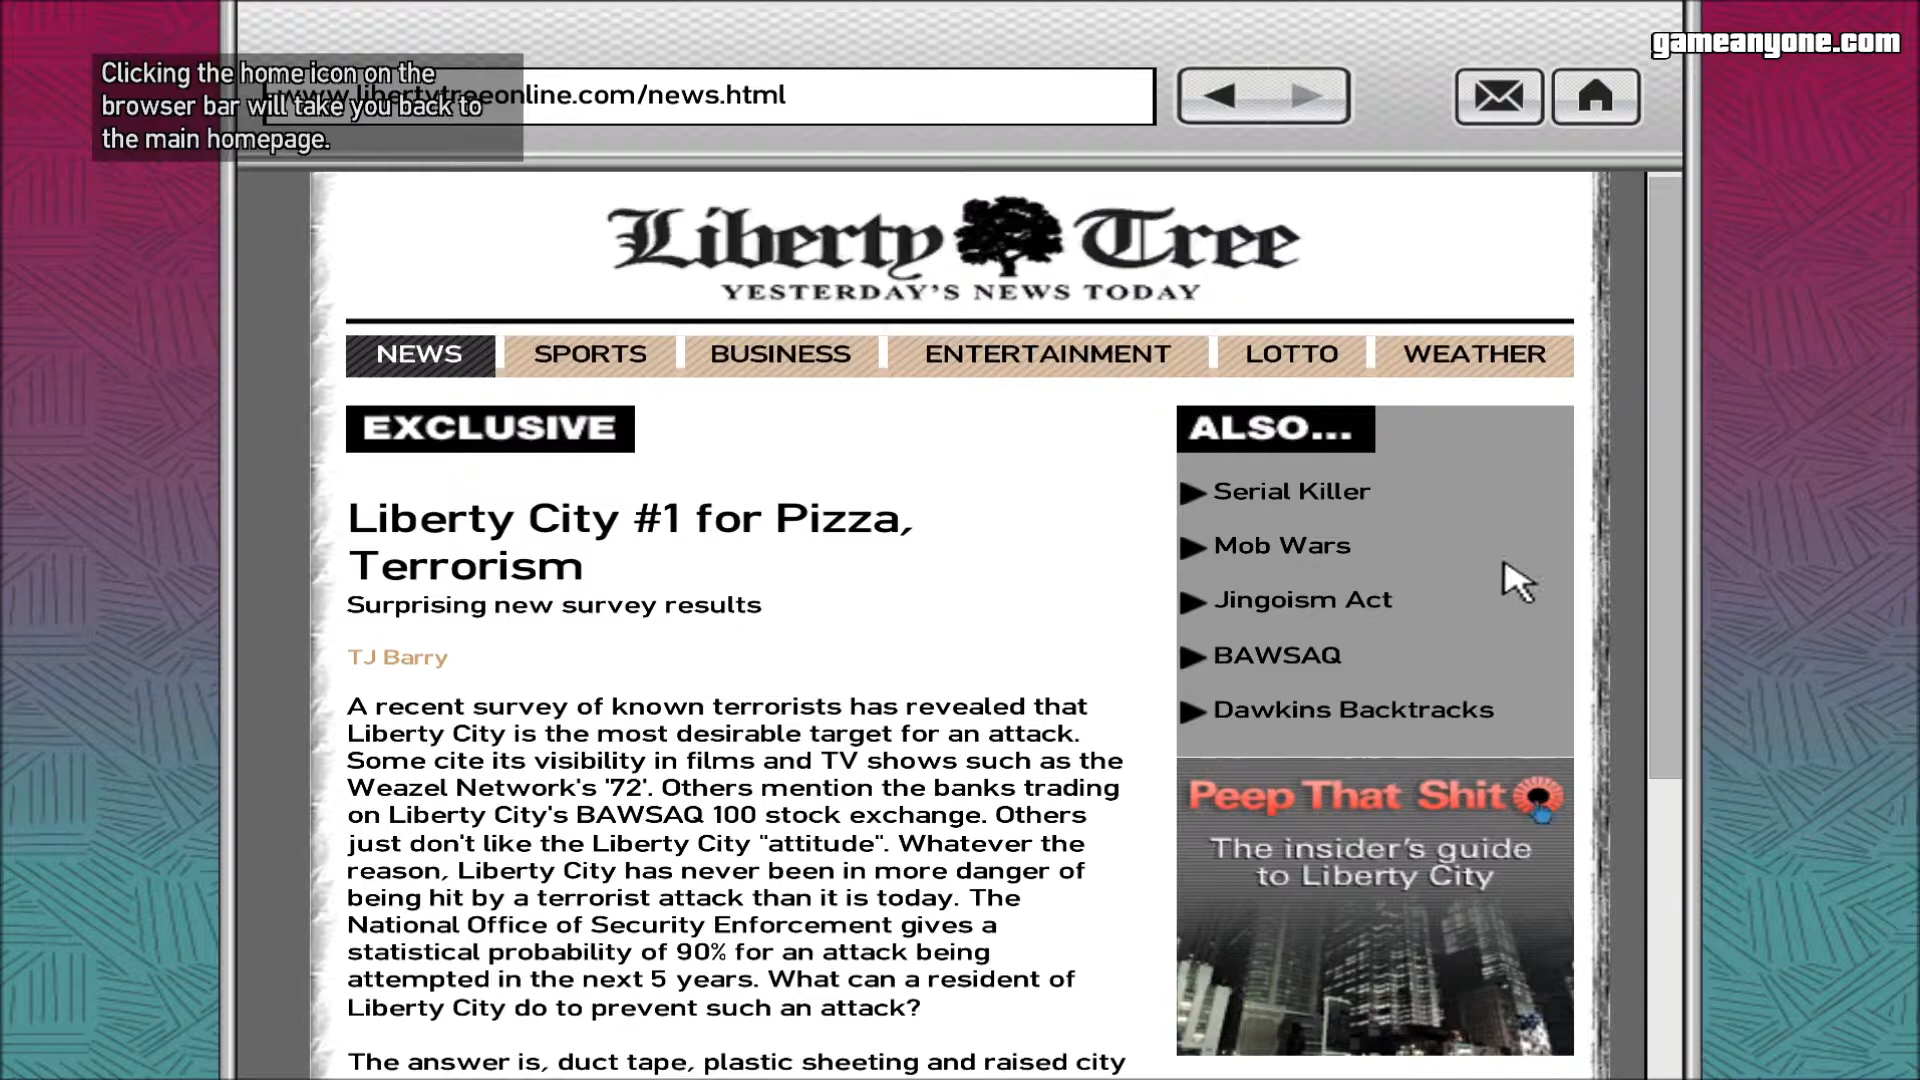 gameanyone.com
Clicking the home icon on the
browser bar will take you back to
the main homepage.
www.libertytreeonline.com/news.html
Liberty Tree
YESTERDAY'S NEWS TODAY
NEWS SPORTS BUSINESS ENTERTAINMENT LOTTO WEATHER
EXCLUSIVE
Liberty City #1 for Pizza,
Terrorism
Surprising new survey results
TJ Barry
A recent survey of known terrorists has revealed that
Liberty City is the most desirable target for an attack.
Some cite its visibility in films and TV shows such as the
Weazel Network's '72'. Others mention the banks trading
on Liberty City's BAWSAQ 100 stock exchange. Others
just don't like the Liberty City "attitude". Whatever the
reason, Liberty City has never been in more danger of
being hit by a terrorist attack than it is today. The
National Office of Security Enforcement gives a
statistical probability of 90% for an attack being
attempted in the next 5 years. What can a resident of
Liberty City do to prevent such an attack?
The answer is, duct tape, plastic sheeting and raised city
ALSO...
Serial Killer
Mob Wars
Jingoism Act
BAWSAQ
Dawkins Backtracks
Peep That Shit
The insider's guide
to Liberty City